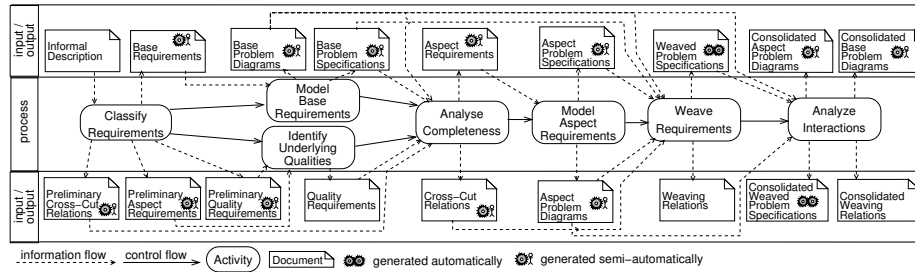 input/
output
Informal
Description
Base
Requirements
Base
Problem
Diagrams
Base
Problem
Specifications
Aspect
Requirements
Aspect
Problem
Specifications
Weaved
Problem
Specifications
Consolidated
Aspect
Problem
Diagrams
Consolidated
Base
Problem
Diagrams
process
Classify
Requirements
Model
Base
Requirements
Identify
Underlying
Qualities
Analyse
Completeness
Model
Aspect
Requirements
Weave
Requirements
Analyze
Interactions
input/
output
Preliminary
Cross-Cut
Relations
Preliminary
Aspect
Requirements
Preliminary
Quality
Requirements
Quality
Requirements
Cross-Cut
Relations
Aspect
Problem
Diagrams
Weaving
Relations
Consolidated
Weaved
Problem
Specifications
Consolidated
Weaving Relations
information flow
control flow
Activity
Document
generated automatically
generated semi-automatically